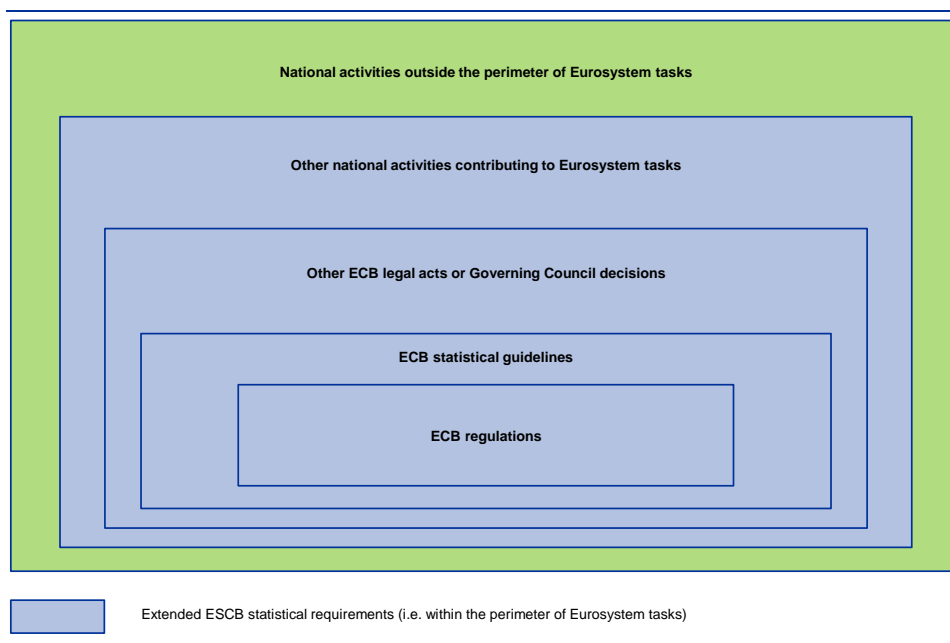 National activities outside the perimeter of Eurosystem tasks
Other national activities contributing to Eurosystem tasks
Other ECB legal acts or Governing Council decisions
ECB statistical guidelines
ECB regulations
Extended ESCB statistical requirements (i.e. within the perimeter of Eurosystem tasks)